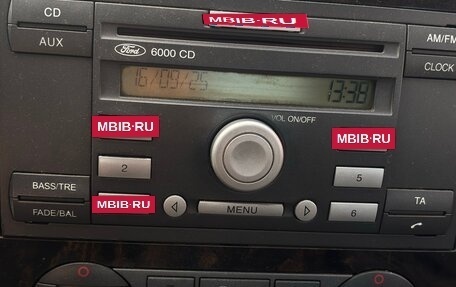 MBIB·RU
CD
AUX
Ford 6000 CD
AM/FM
CLOCK
16/09/25 13:38
VOL ON/OFF
MBIB·RU
MBIB·RU
2
5
BASS/TRE
FADE/BAL
MBIB·RU
MENU
6
TA